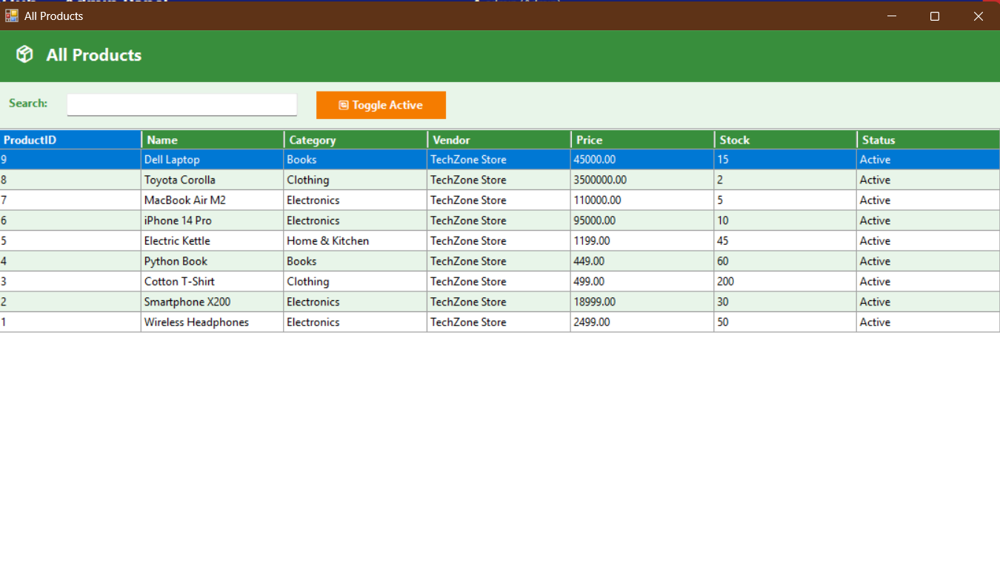 All Products
All Products
Search: Toggle Active
ProductID Name Category Vendor Price Stock Status
9 Dell Laptop Books TechZone Store 45000.00 15 Active
8 Toyota Corolla Clothing TechZone Store 3500000.00 2 Active
7 MacBook Air M2 Electronics TechZone Store 110000.00 5 Active
6 iPhone 14 Pro Electronics TechZone Store 95000.00 10 Active
5 Electric Kettle Home & Kitchen TechZone Store 1199.00 45 Active
4 Python Book Books TechZone Store 449.00 60 Active
3 Cotton T-Shirt Clothing TechZone Store 499.00 200 Active
2 Smartphone X200 Electronics TechZone Store 18999.00 30 Active
1 Wireless Headphones Electronics TechZone Store 2499.00 50 Active